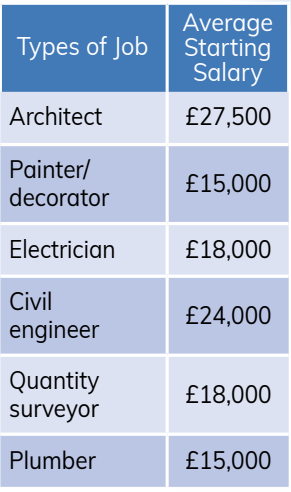 Types of Job
Average
Starting
Salary
Architect
£27,500
Painter/
decorator
£15,000
Electrician
£18,000
Civil
engineer
£24,000
Quantity
surveyor
£18,000
Plumber
£15,000